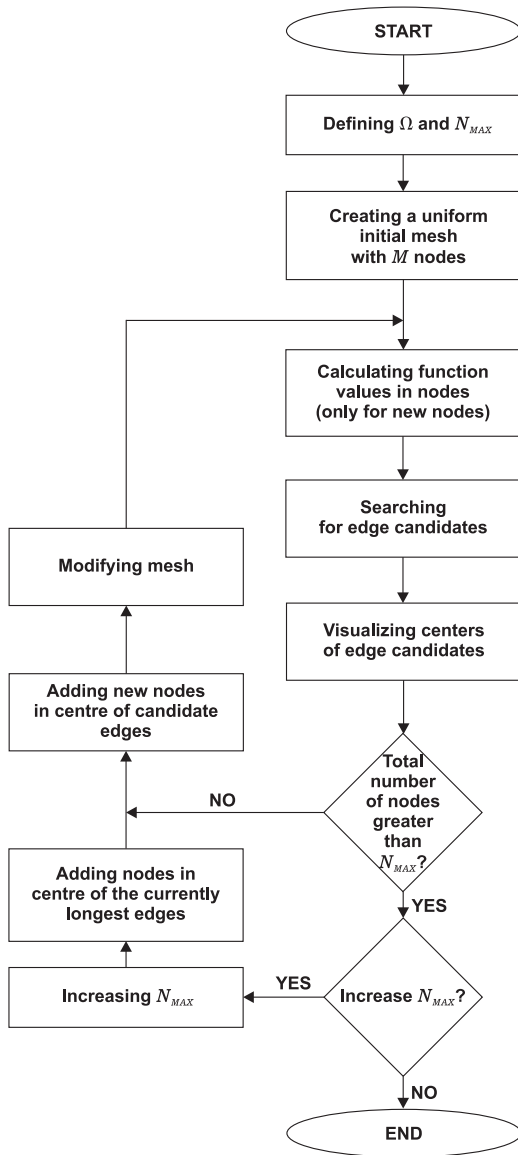 START
Defining Ω and N_MAX
Creating a uniform
initial mesh
with M nodes
Calculating function
values in nodes
(only for new nodes)
Searching
for edge candidates
Modifying mesh
Visualizing centers
of edge candidates
Adding new nodes
in centre of candidate
edges
Total
number
of nodes
greater
than
N_MAX?
NO
Adding nodes in
centre of the currently
longest edges
YES
Increasing N_MAX
YES
Increase N_MAX?
NO
END